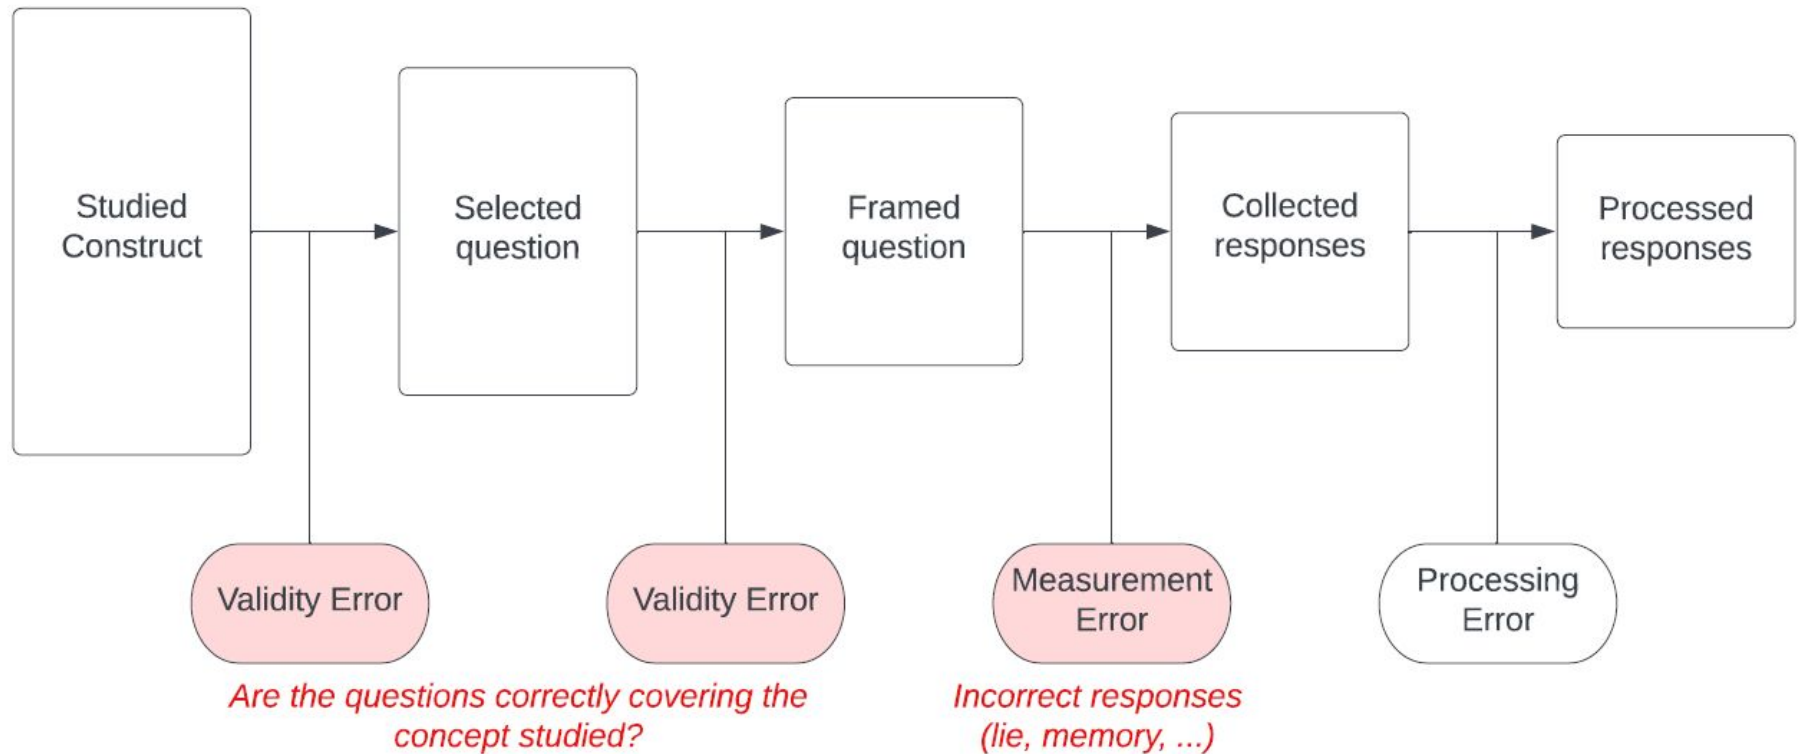 Studied
Construct
Selected
question
Framed
question
Collected
responses
Processed
responses
Validity Error
Validity Error
Measurement
Error
Processing
Error
Are the questions correctly covering the
concept studied?
Incorrect responses
(lie, memory, ...)